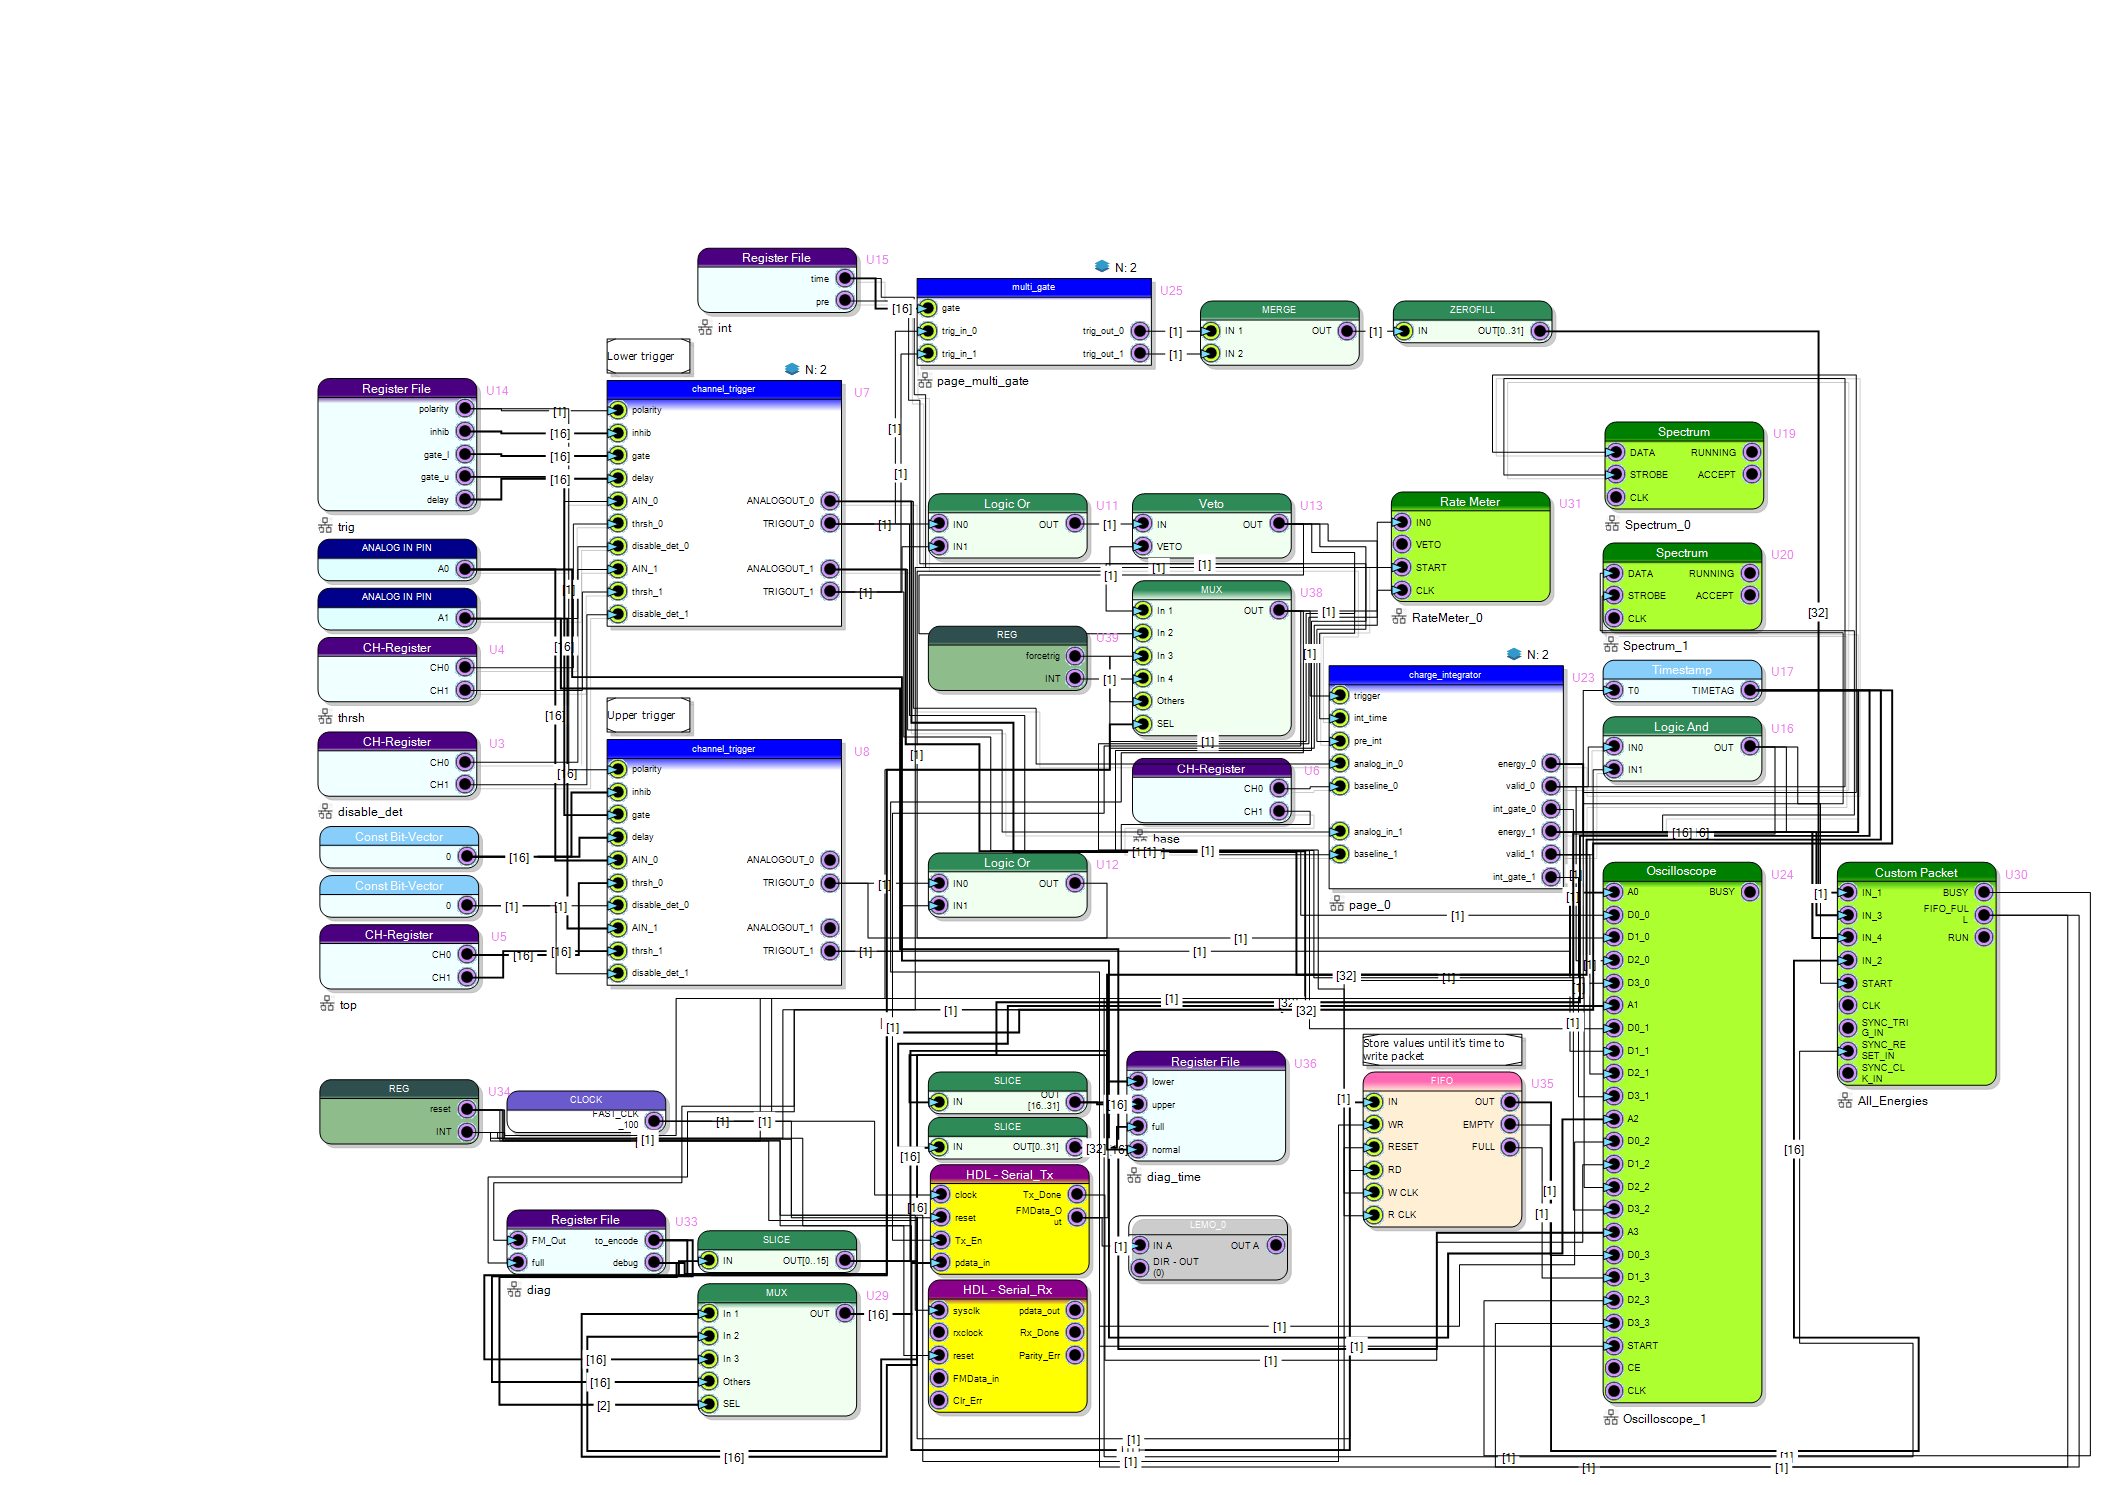 Register File
U15
time
pre
int
N: 2
multi_gate
U25
gate
trig_in_0
trig_in_1
trig_out_0
trig_out_1
page_multi_gate
[16]
[1]
[1]
MERGE
IN 1
IN 2
OUT
[1]
ZEROFILL
IN
OUT[0..31]
Lower trigger
N: 2
Register File
U14
polarity
inhib
gate_l
gate_u
delay
trig
[1]
[16]
[16]
[16]
channel_trigger
U7
polarity
inhib
gate
delay
AIN_0
thrsh_0
disable_det_0
AIN_1
thrsh_1
disable_det_1
ANALOGOUT_0
TRIGOUT_0
ANALOGOUT_1
TRIGOUT_1
[1]
[1]
[1]
[1]
ANALOG IN PIN
A0
ANALOG IN PIN
A1
CH-Register
U4
CH0
CH1
thrsh
CH-Register
U3
CH0
CH1
disable_det
Const Bit-Vector
0
[16]
Const Bit-Vector
0
[1]
[1]
CH-Register
U5
CH0
CH1
top
[16]
[16]
[1]
[16]
[16]
[16]
Upper trigger
channel_trigger
U8
polarity
inhib
gate
delay
AIN_0
thrsh_0
disable_det_0
AIN_1
thrsh_1
disable_det_1
ANALOGOUT_0
TRIGOUT_0
ANALOGOUT_1
TRIGOUT_1
[1]
[1]
[1]
Logic Or
U11
IN0
IN1
OUT
[1]
Veto
U13
IN
VETO
OUT
[1]
[1]
[1]
MUX
U38
In 1
In 2
In 3
In 4
Others
SEL
OUT
[1]
[1]
REG
U39
forcetrig
INT
[1]
[1]
CH-Register
U6
CH0
CH1
base
[1]
Logic Or
U12
IN0
IN1
OUT
Rate Meter
U31
IN0
VETO
START
CLK
RateMeter_0
N: 2
charge_integrator
U23
trigger
int_time
pre_int
analog_in_0
baseline_0
analog_in_1
baseline_1
energy_0
valid_0
int_gate_0
energy_1
valid_1
int_gate_1
page_0
Spectrum
U19
DATA
STROBE
CLK
RUNNING
ACCEPT
Spectrum_0
Spectrum
U20
DATA
STROBE
CLK
RUNNING
ACCEPT
Spectrum_1
[32]
Timestamp
U17
T0
TIMETAG
Logic And
U16
IN0
IN1
OUT
[16]
Oscilloscope
U24
A0
D0_0
D1_0
D2_0
D3_0
A1
D0_1
D1_1
D2_1
D3_1
A2
D0_2
D1_2
D2_2
D3_2
A3
D0_3
D1_3
D2_3
D3_3
START
CE
CLK
BUSY
Oscilloscope_1
Custom Packet
U30
IN_1
IN_3
IN_4
IN_2
START
CLK
SYNC_TRI
G_IN
SYNC_RE
SET_IN
SYNC_CL
K_IN
BUSY
FIFO_FUL
L
RUN
All_Energies
[1]
[16]
[1]
[1]
[32]
[1]
[32]
[1]
[1]
[1]
[1]
Store values until it's time to
write packet
FIFO
U35
IN
WR
RESET
RD
W CLK
R CLK
OUT
EMPTY
FULL
[1]
[1]
[1]
REG
U34
reset
INT
CLOCK
FAST_CLK
_100
[1]
[1]
[1]
SLICE
IN
OUT
[16..31]
SLICE
IN
OUT[0..31]
[16]
[16]
[32]
Register File
U36
lower
upper
full
normal
diag_time
HDL - Serial_Tx
clock
reset
Tx_En
pdata_in
Tx_Done
FMData_O
ut
[16]
LEMO_0
IN A
DIR - OUT
(0)
OUT A
[1]
HDL - Serial_Rx
sysclk
rxclock
reset
FMData_in
Clr_Err
pdata_out
Rx_Done
Parity_Err
Register File
U33
FM_Out
full
to_encode
debug
diag
SLICE
IN
OUT[0..15]
MUX
U29
In 1
In 2
In 3
Others
SEL
OUT
[16]
[16]
[16]
[2]
[16]
[1]
[1]
[1]
[1]
[1]
[1]
[1]
[1]